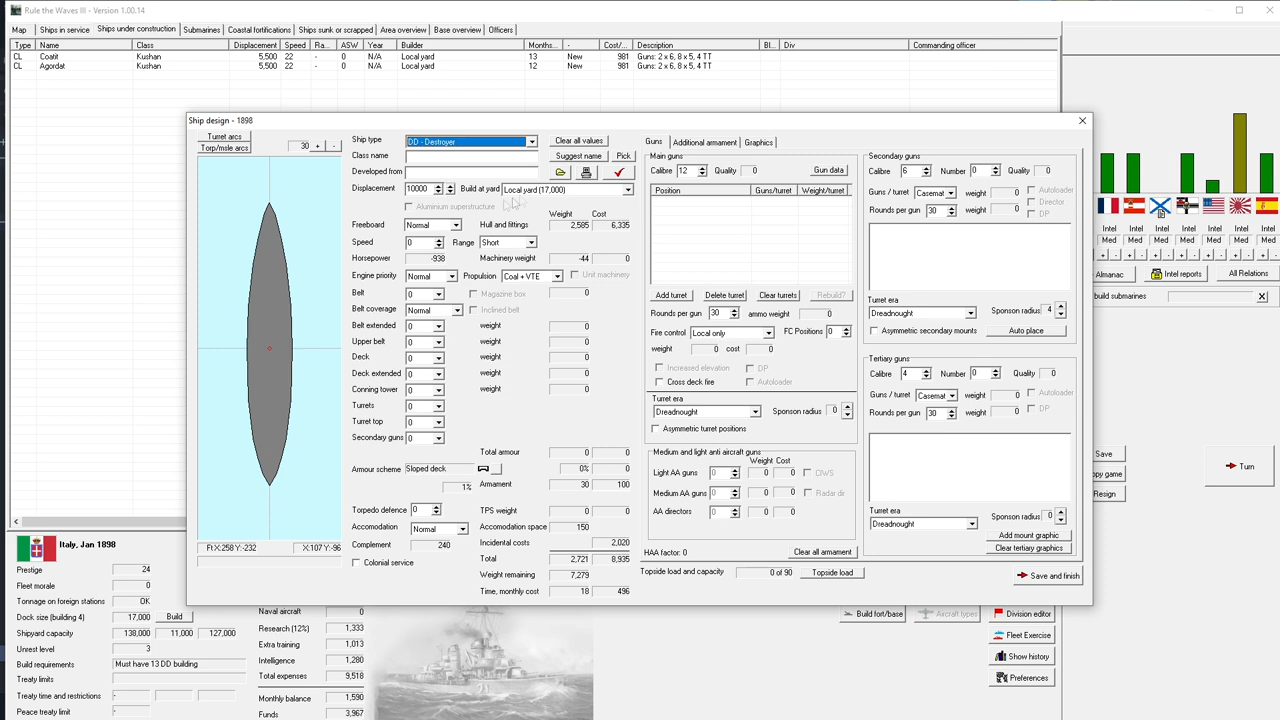 Rule the Waves III - Version 1.00.14
Map Ships in service Ships under construction Submarines Coastal fortifications Ships sunk or scrapped Area overview Base overview Officers
Type Name Class Displacement Speed Ra... ASW Year Builder Months... - Cost/... Description Bl... Div Commanding officer
CL Coatit Kushan 5,500 22 - N/A Local yard 13 New 981 Guns: 2 x 6, 8 x 5, 4 TT
CL Agordat Kushan 5,500 22 - N/A Local yard 12 New 981 Guns: 2 x 6, 8 x 5, 4 TT
Ship design - 1898
Turret arcs
Torp/msle arcs
30 + -
Ft X:258 Y:-232 X:107 Y:-96
Ship type DD - Destroyer Clear all values
Class name Suggest name Pick
Developed from
Displacement 10000 Build at yard Local yard (17,000)
Aluminium superstructure
Weight Cost
Freeboard Normal Hull and fittings 2,585 6,335
Speed 0 Range Short
Horsepower -938 Machinery weight -44 0
Engine priority Normal Propulsion Coal + VTE Unit machinery
Belt 0 Magazine box 0
Belt coverage Normal Inclined belt
Belt extended 0 weight 0
Upper belt 0 weight 0
Deck 0 weight 0
Deck extended 0 weight 0
Conning tower 0 weight 0
Turrets 0
Turret top 0
Secondary guns 0
Total armour 0 0
Armour scheme Sloped deck 0% 0
1% Armament 30 100
Torpedo defence 0 TPS weight 0 0
Accomodation Normal Accomodation space 150
Complement 240 Incidental costs 2,020
Colonial service Total 2,721 8,935
Weight remaining 7,279
Time, monthly cost 18 496
Guns Additional armament Graphics
Main guns
Calibre 12 Quality 0 Gun data
Position Guns/turret Weight/turret
Add turret Delete turret Clear turrets Rebuild?
Rounds per gun 30 ammo weight 0
Fire control Local only FC Positions 0
weight 0 cost 0
Increased elevation DP
Cross deck fire Autoloader
Turret era
Dreadnought Sponson radius 0
Asymmetric turret positions
Medium and light anti aircraft guns
Weight Cost
Light AA guns 0 0 0 CIWS
Medium AA guns 0 0 0 Radar dir
AA directors 0 0 0
HAA factor: 0 Clear all armament
Topside load and capacity 0 of 90 Topside load
Secondary guns
Calibre 6 Number 0 Quality 0
Guns / turret Casemat weight 0 Autoloader
Director
Rounds per gun 30 weight 0 DP
Turret era
Dreadnought Sponson radius 4
Asymmetric secondary mounts Auto place
Tertiary guns
Calibre 4 Number 0 Quality 0
Guns / turret Casemat weight 0 Autoloader
Rounds per gun 30 weight 0 DP
Turret era
Dreadnought Sponson radius 0
Add mount graphic
Clear tertiary graphics
Save and finish
Intel Intel Intel Intel Intel Intel Intel
Med Med Med Med Med Med Med
Almanac Intel reports All Relations
build submarines X
Save
Resign
Turn
Italy, Jan 1898
Prestige 24
Fleet morale 0
Tonnage on foreign stations OK
Dock size (building 4) 17,000 Build
Shipyard capacity 138,000 11,000 127,000
Unrest level 3
Build requirements Must have 13 DD building
Treaty limits
Treaty time and restrictions - -
Peace treaty limit -
Naval aircraft 0
Research (12%) 1,333
Extra training 1,013
Intelligence 1,280
Total expenses 9,518
Monthly balance 1,590
Funds 3,967
Build fort/base Aircraft types Division editor
Fleet Exercise
Show history
Preferences